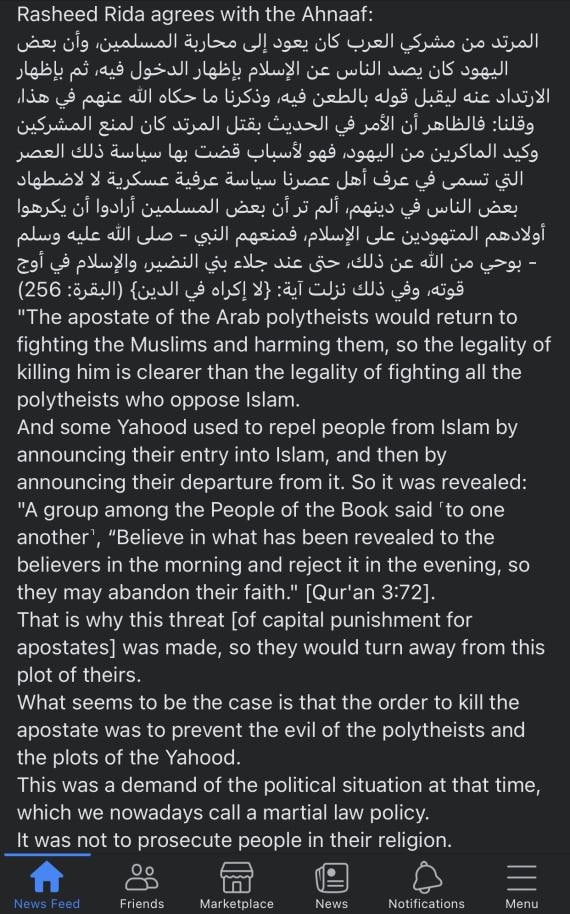 Rasheed Rida agrees with the Ahnaaf:
المرتد من مشركي العرب كان يعود إلى محاربة المسلمين، وأن بعض
اليهود كان يصد الناس عن الإسلام بإظهار الدخول فيه، ثم بإظهار
الارتداد عنه ليقبل قوله بالطعن فيه، وذكرنا ما حكاه الله عنهم في هذا،
وقلنا: فالظاهر أن الأمر في الحديث بقتل المرتد كان لمنع المشركين
وكيد الماكرين من اليهود، فهو لأسباب قضت بها سياسة ذلك العصر
التي تسمى في عرف أهل عصرنا سياسة عرفية عسكرية لا لاضطهاد
بعض الناس في دينهم، ألم تر أن بعض المسلمين أرادوا أن يكرهوا
أولادهم المتهودين على الإسلام، فمنعهم النبي - صلى الله عليه وسلم
- بوحي من الله عن ذلك، حتى عند جلاء بني النضير، والإسلام في أوج
قوته، وفي ذلك نزلت آية: {لا إكراه في الدين} (البقرة: 256)
"The apostate of the Arab polytheists would return to
fighting the Muslims and harming them, so the legality of
killing him is clearer than the legality of fighting all the
polytheists who oppose Islam.
And some Yahood used to repel people from Islam by
announcing their entry into Islam, and then by
announcing their departure from it. So it was revealed:
"A group among the People of the Book said ˹to one
another˺, “Believe in what has been revealed to the
believers in the morning and reject it in the evening, so
they may abandon their faith." [Qur'an 3:72].
That is why this threat [of capital punishment for
apostates] was made, so they would turn away from this
plot of theirs.
What seems to be the case is that the order to kill the
apostate was to prevent the evil of the polytheists and
the plots of the Yahood.
This was a demand of the political situation at that time,
which we nowadays call a martial law policy.
It was not to prosecute people in their religion.
News Feed Friends Marketplace News Notifications Menu